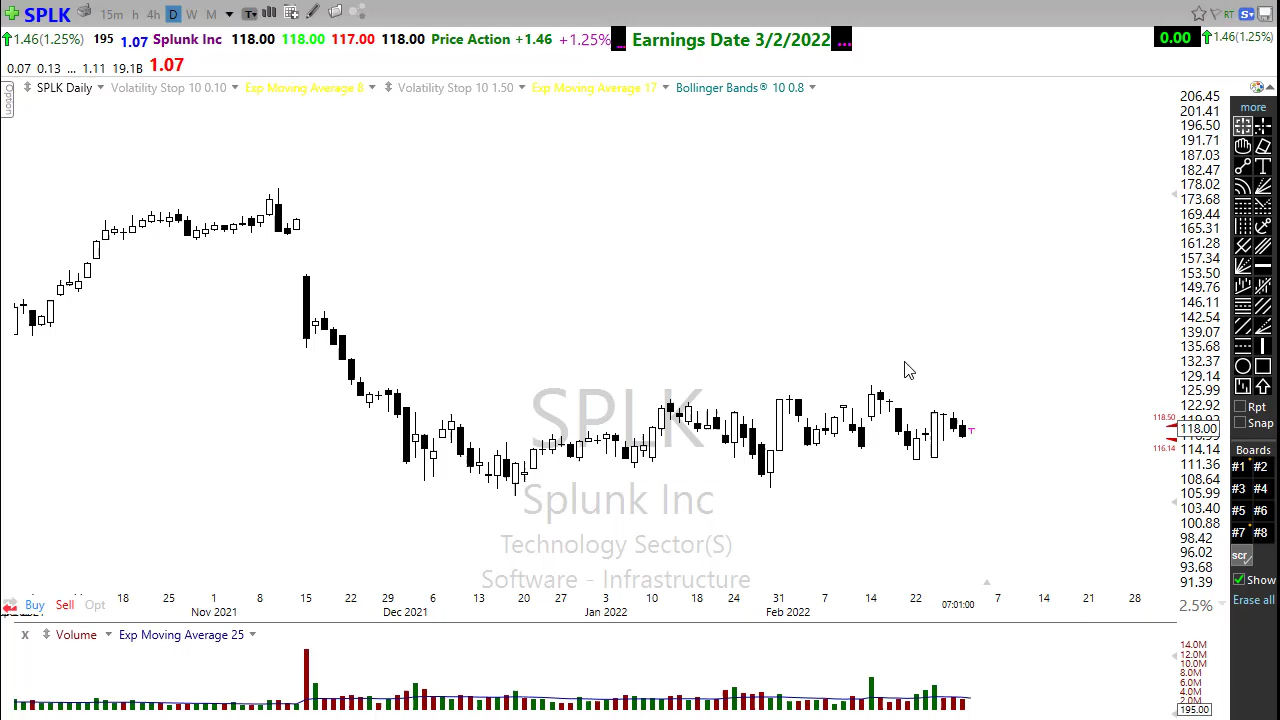 SPLK 15m h 4h D W M T
1.46(1.25%) 195 1.07 Splunk Inc 118.00 118.00 117.00 118.00 Price Action +1.46 +1.25% ... Earnings Date 3/2/2022 ... 0.00 1.46(1.25%)
RT S
0.07 0.13 ... 1.11 19.1B 1.07
Option
SPLK Daily Volatility Stop 10 0.10 Exp Moving Average 8 Volatility Stop 10 1.50 Exp Moving Average 17 Bollinger Bands® 10 0.8
206.45
201.41
196.50
191.71
187.03
182.47
178.02
173.68
169.44
165.31
161.28
157.34
153.50
149.76
146.11
142.54
139.07
135.68
132.37
129.14
125.99
122.92
118.50
118.00
116.14
114.14
111.36
108.64
105.99
103.40
100.88
98.42
96.02
93.68
91.39
2.5%
more
Rpt
Snap
Boards
#1 #2
#3 #4
#5 #6
#7 #8
scr
Show
Erase all
SPLK
Splunk Inc
Technology Sector(S)
Software - Infrastructure
18 25 8 15 22 29 6 13 20 27 10 18 24 31 7 14 22 07:01:00 7 14 21 28
Nov 2021 Dec 2021 Jan 2022 Feb 2022
Buy Sell Opt
x Volume Exp Moving Average 25
14.0M
12.0M
10.0M
8.0M
6.0M
4.0M
2.0M
195.00